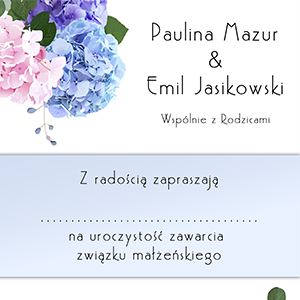 Paulina Mazur
&
Emil Jasikowski
Wspólnie z Rodzicami
Z radością zapraszają
......................................
na uroczystość zawarcia
związku małżeńskiego